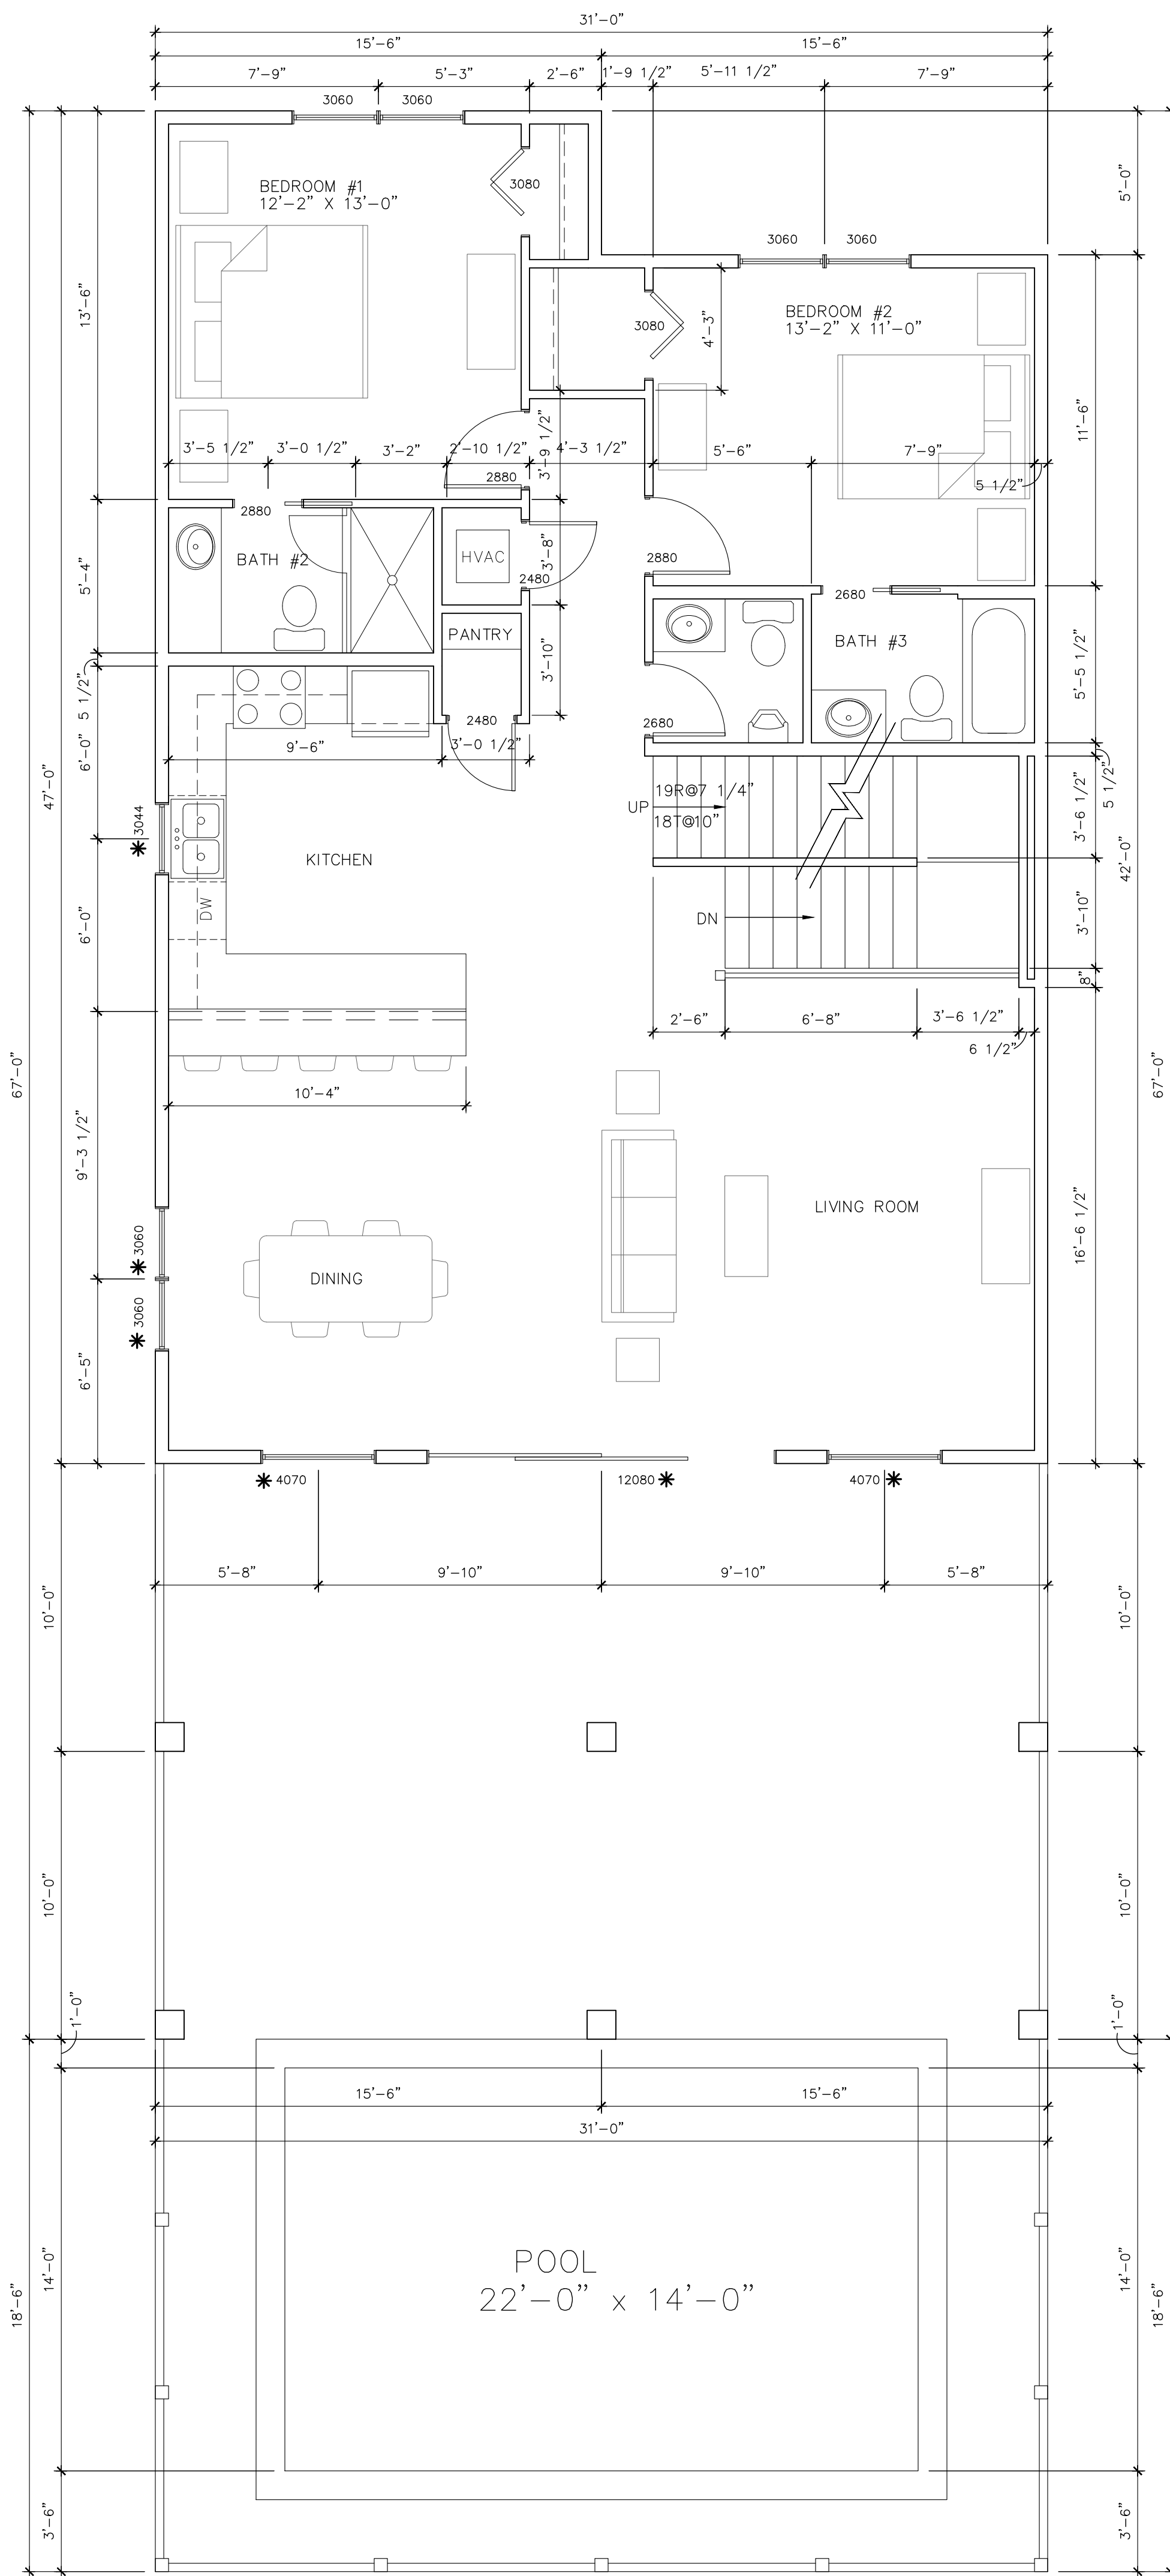 31'-0"
15'-6" 15'-6"
7'-9" 5'-3" 2'-6" 1'-9 1/2" 5'-11 1/2" 7'-9"
3060 3060
BEDROOM #1
12'-2" X 13'-0"
3080
5'-0"
3060 3060
13'-6"
BEDROOM #2
13'-2" X 11'-0"
3080
4'-3"
11'-6"
3'-5 1/2" 3'-0 1/2" 3'-2" 2'-10 1/2" 4'-3 1/2" 5'-6" 7'-9"
3'-9 1/2"
2880
5 1/2"
2880
BATH #2
HVAC
3'-8"
2480
2880
2680
5'-4"
PANTRY
BATH #3
3'-10"
5'-5 1/2"
5 1/2"
2480
2680
9'-6" 3'-0 1/2"
6'-0"
47'-0"
3044
UP
19R@7 1/4"
18T@10"
3'-6 1/2"
5 1/2"
42'-0"
KITCHEN
DW
6'-0"
DN
3'-10"
8"
2'-6" 6'-8" 3'-6 1/2"
6 1/2"
67'-0"
67'-0"
10'-4"
9'-3 1/2"
LIVING ROOM
16'-6 1/2"
3060
DINING
3060
6'-5"
4070 12080 4070
5'-8" 9'-10" 9'-10" 5'-8"
10'-0" 10'-0"
10'-0" 10'-0"
1'-0" 1'-0"
15'-6" 15'-6"
31'-0"
POOL
22'-0" x 14'-0"
14'-0" 14'-0"
18'-6" 18'-6"
3'-6" 3'-6"